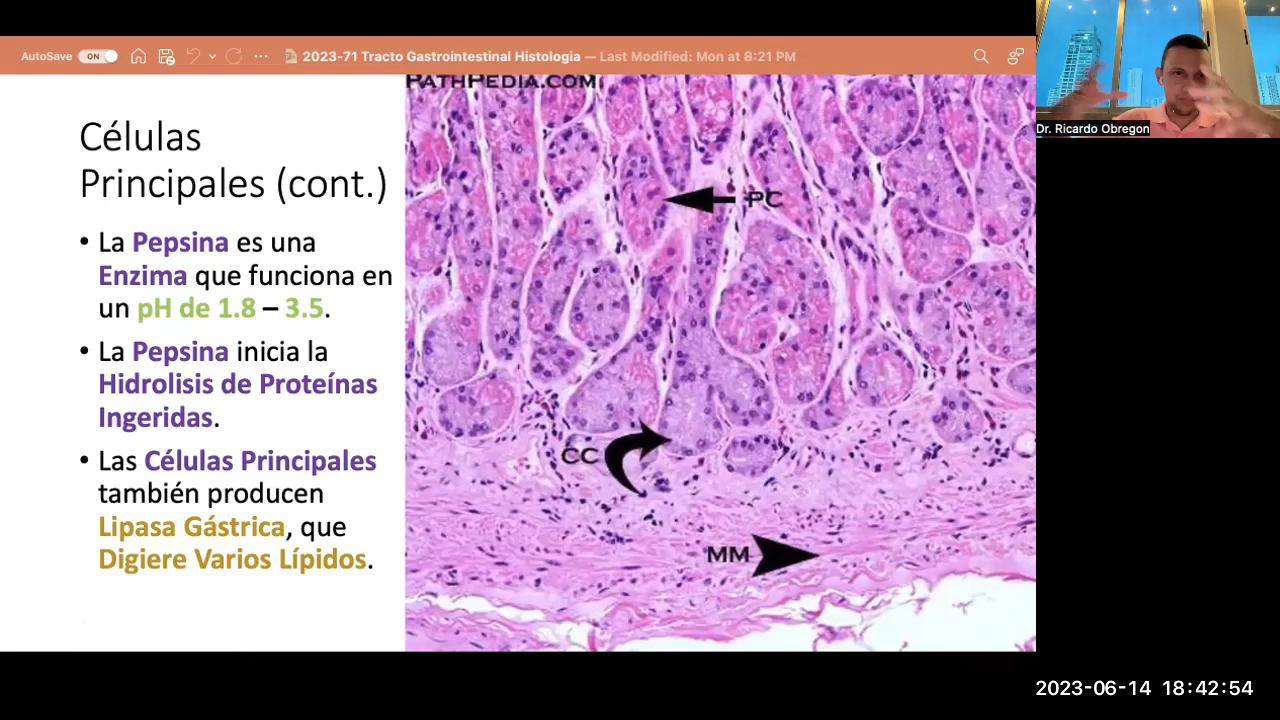 AutoSave ON 2023-71 Tracto Gastrointestinal Histologia — Last Modified: Mon at 8:21 PM
PATHPEDIA.COM
Células
Principales (cont.)
• La Pepsina es una
Enzima que funciona en
un pH de 1.8 – 3.5.
• La Pepsina inicia la
Hidrolisis de Proteínas
Ingeridas.
• Las Células Principales
también producen
Lipasa Gástrica, que
Digiere Varios Lípidos.
PC
CC
MM
Dr. Ricardo Obregon
2023-06-14 18:42:54